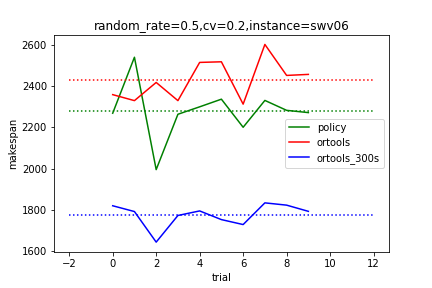 random_rate=0.5,cv=0.2,instance=swv06
2600
2400
2200
2000
1800
1600
makespan
policy
ortools
ortools_300s
−2 0 2 4 6 8 10 12
trial